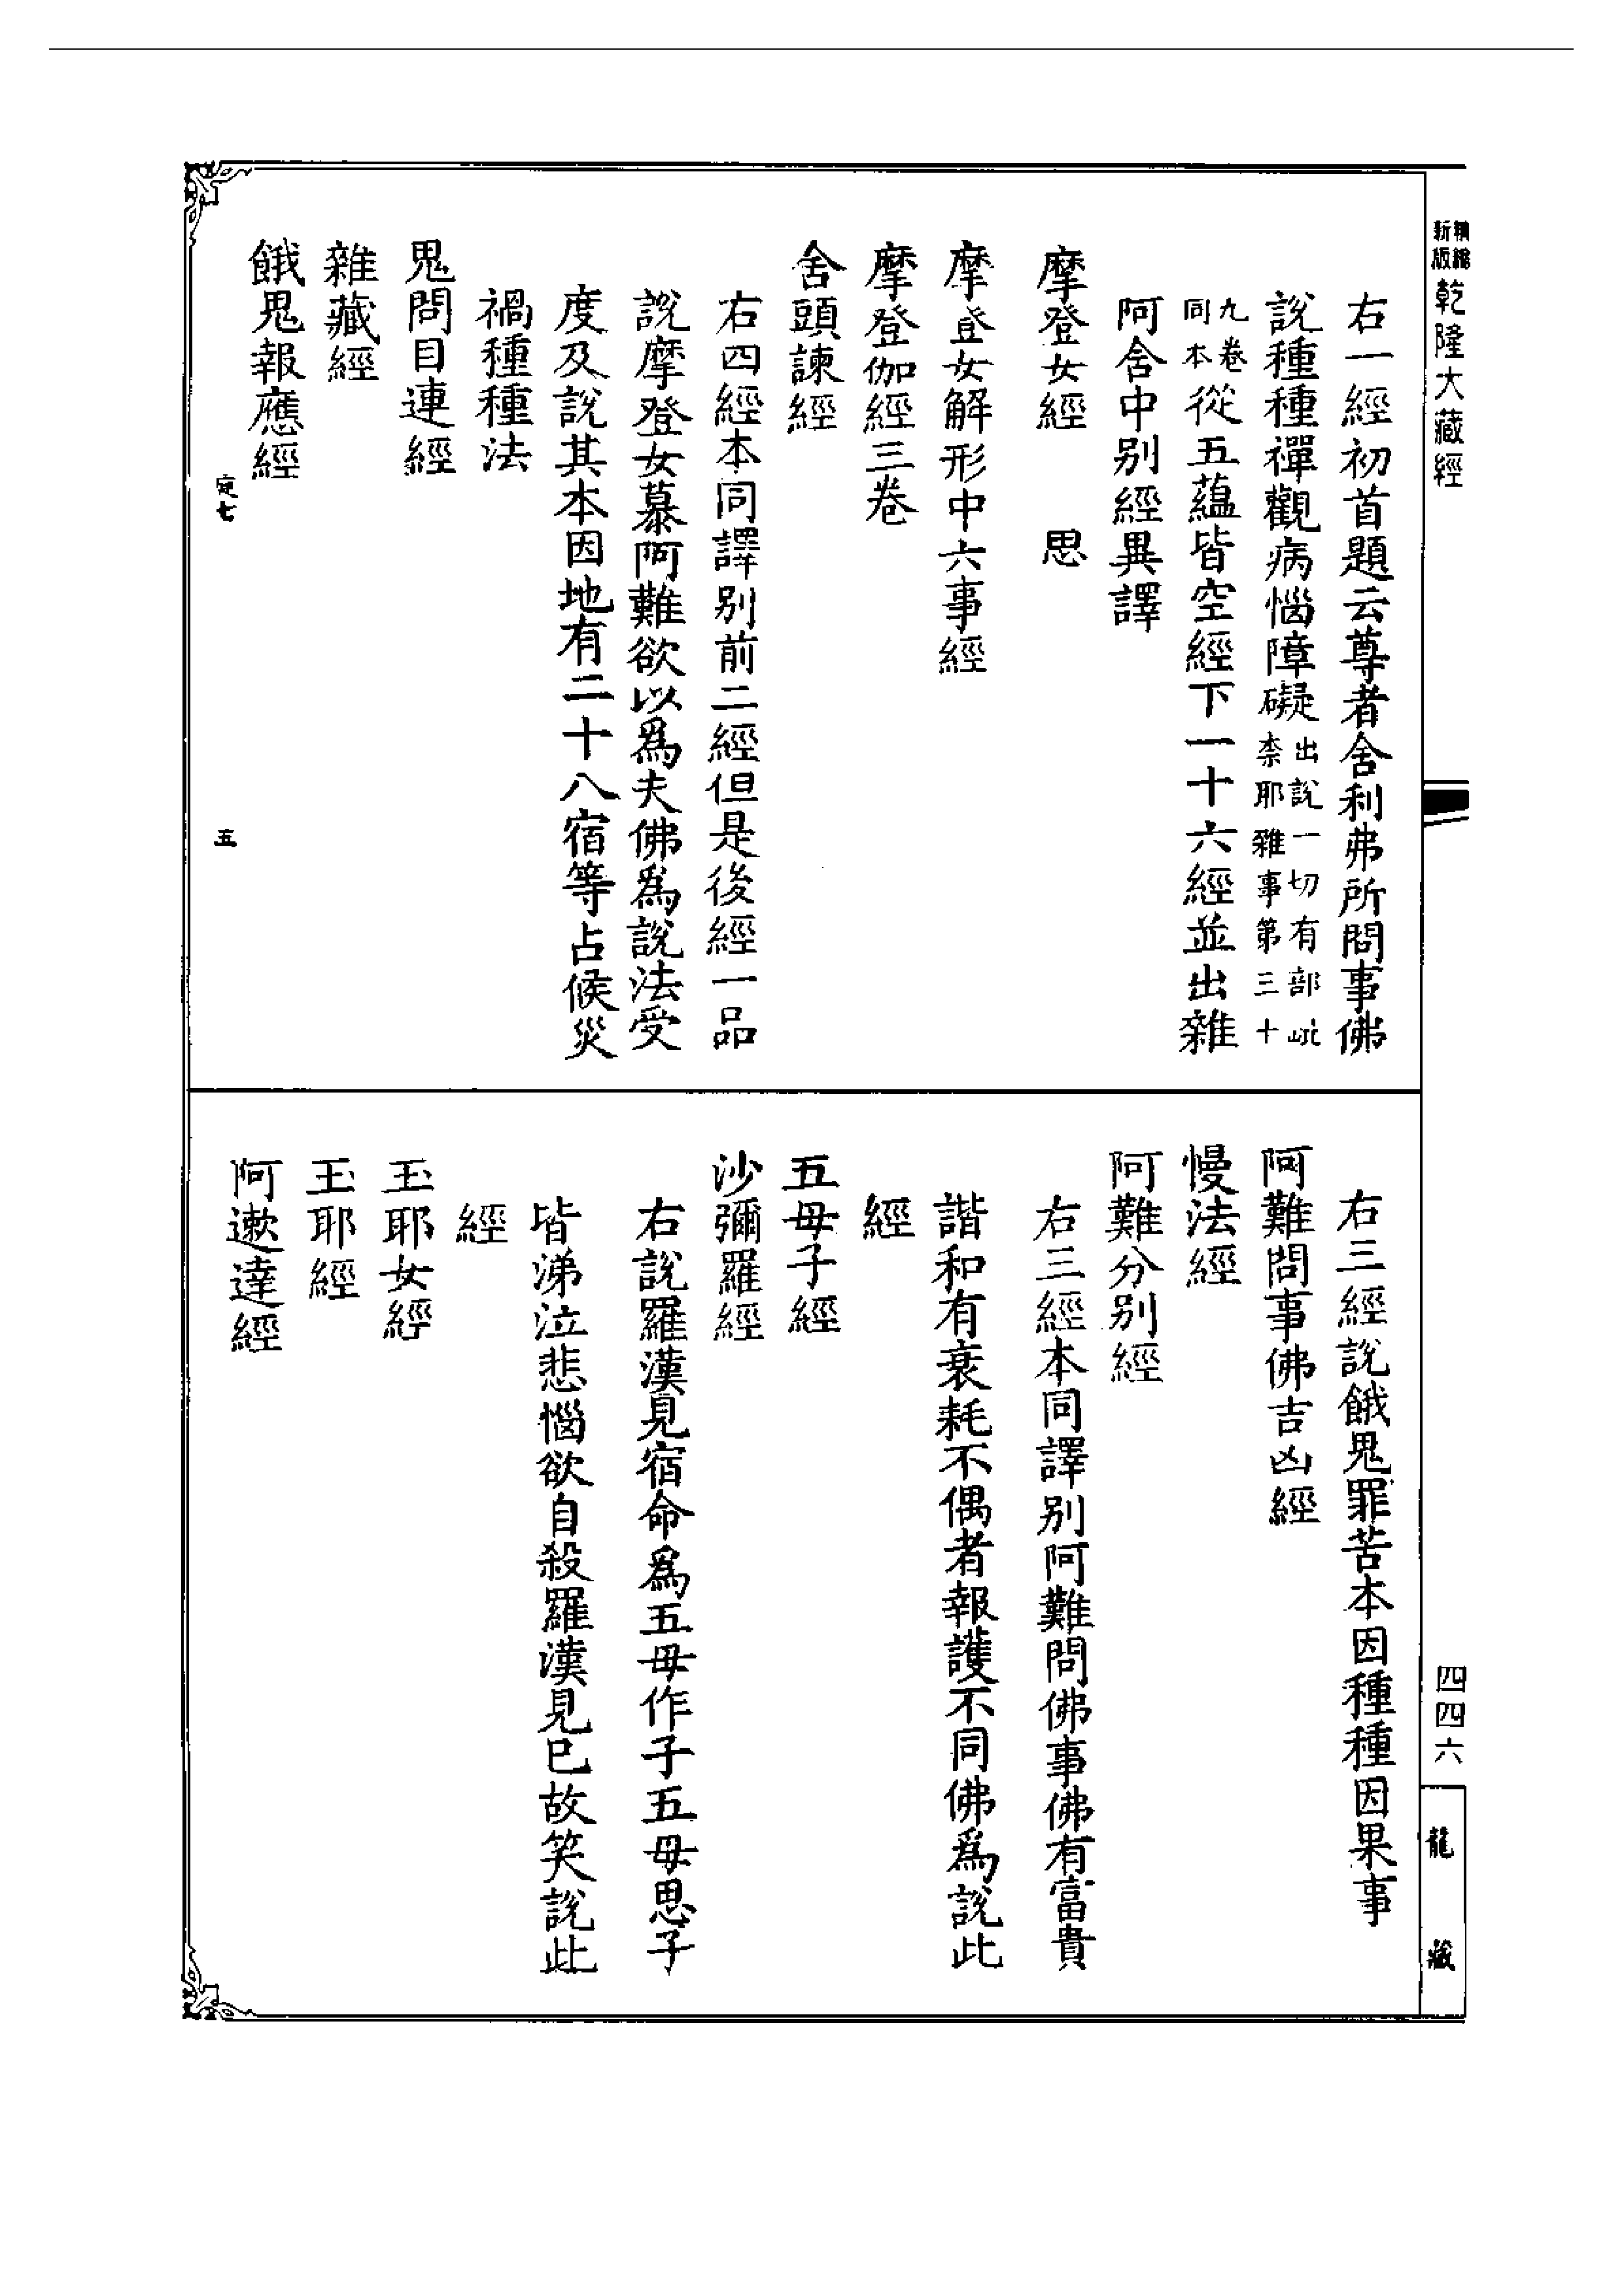 精縮新版乾隆大藏經
右一經初首題云尊者舍利弗所問事佛
說種種禪觀病惱障礙出說一切有部毗柰耶雜事第三十
九卷同本從五蘊皆空經下一十六經並出雜
阿含中別經異譯
摩登女經 思
摩登女解形中六事經
摩登伽經三卷
舍頭諫經
右四經本同譯別前二經但是後經一品
說摩登女慕阿難欲以為夫佛為說法受
度及說其本因地有二十八宿等占候災
禍種種法
鬼問目連經
雜藏經
餓鬼報應經
定七 五
右三經說餓鬼罪苦本因種種因果事
阿難問事佛吉凶經
慢法經
阿難分別經
右三經本同譯別阿難問佛事佛有富貴
諧和有衰耗不偶者報護不同佛為說此
經
五母子經
沙彌羅經
右說羅漢見宿命為五母作子五母思子
皆涕泣悲惱欲自殺羅漢見已故笑說此
經
玉耶女經
玉耶經
阿遬達經
四四六
龍藏